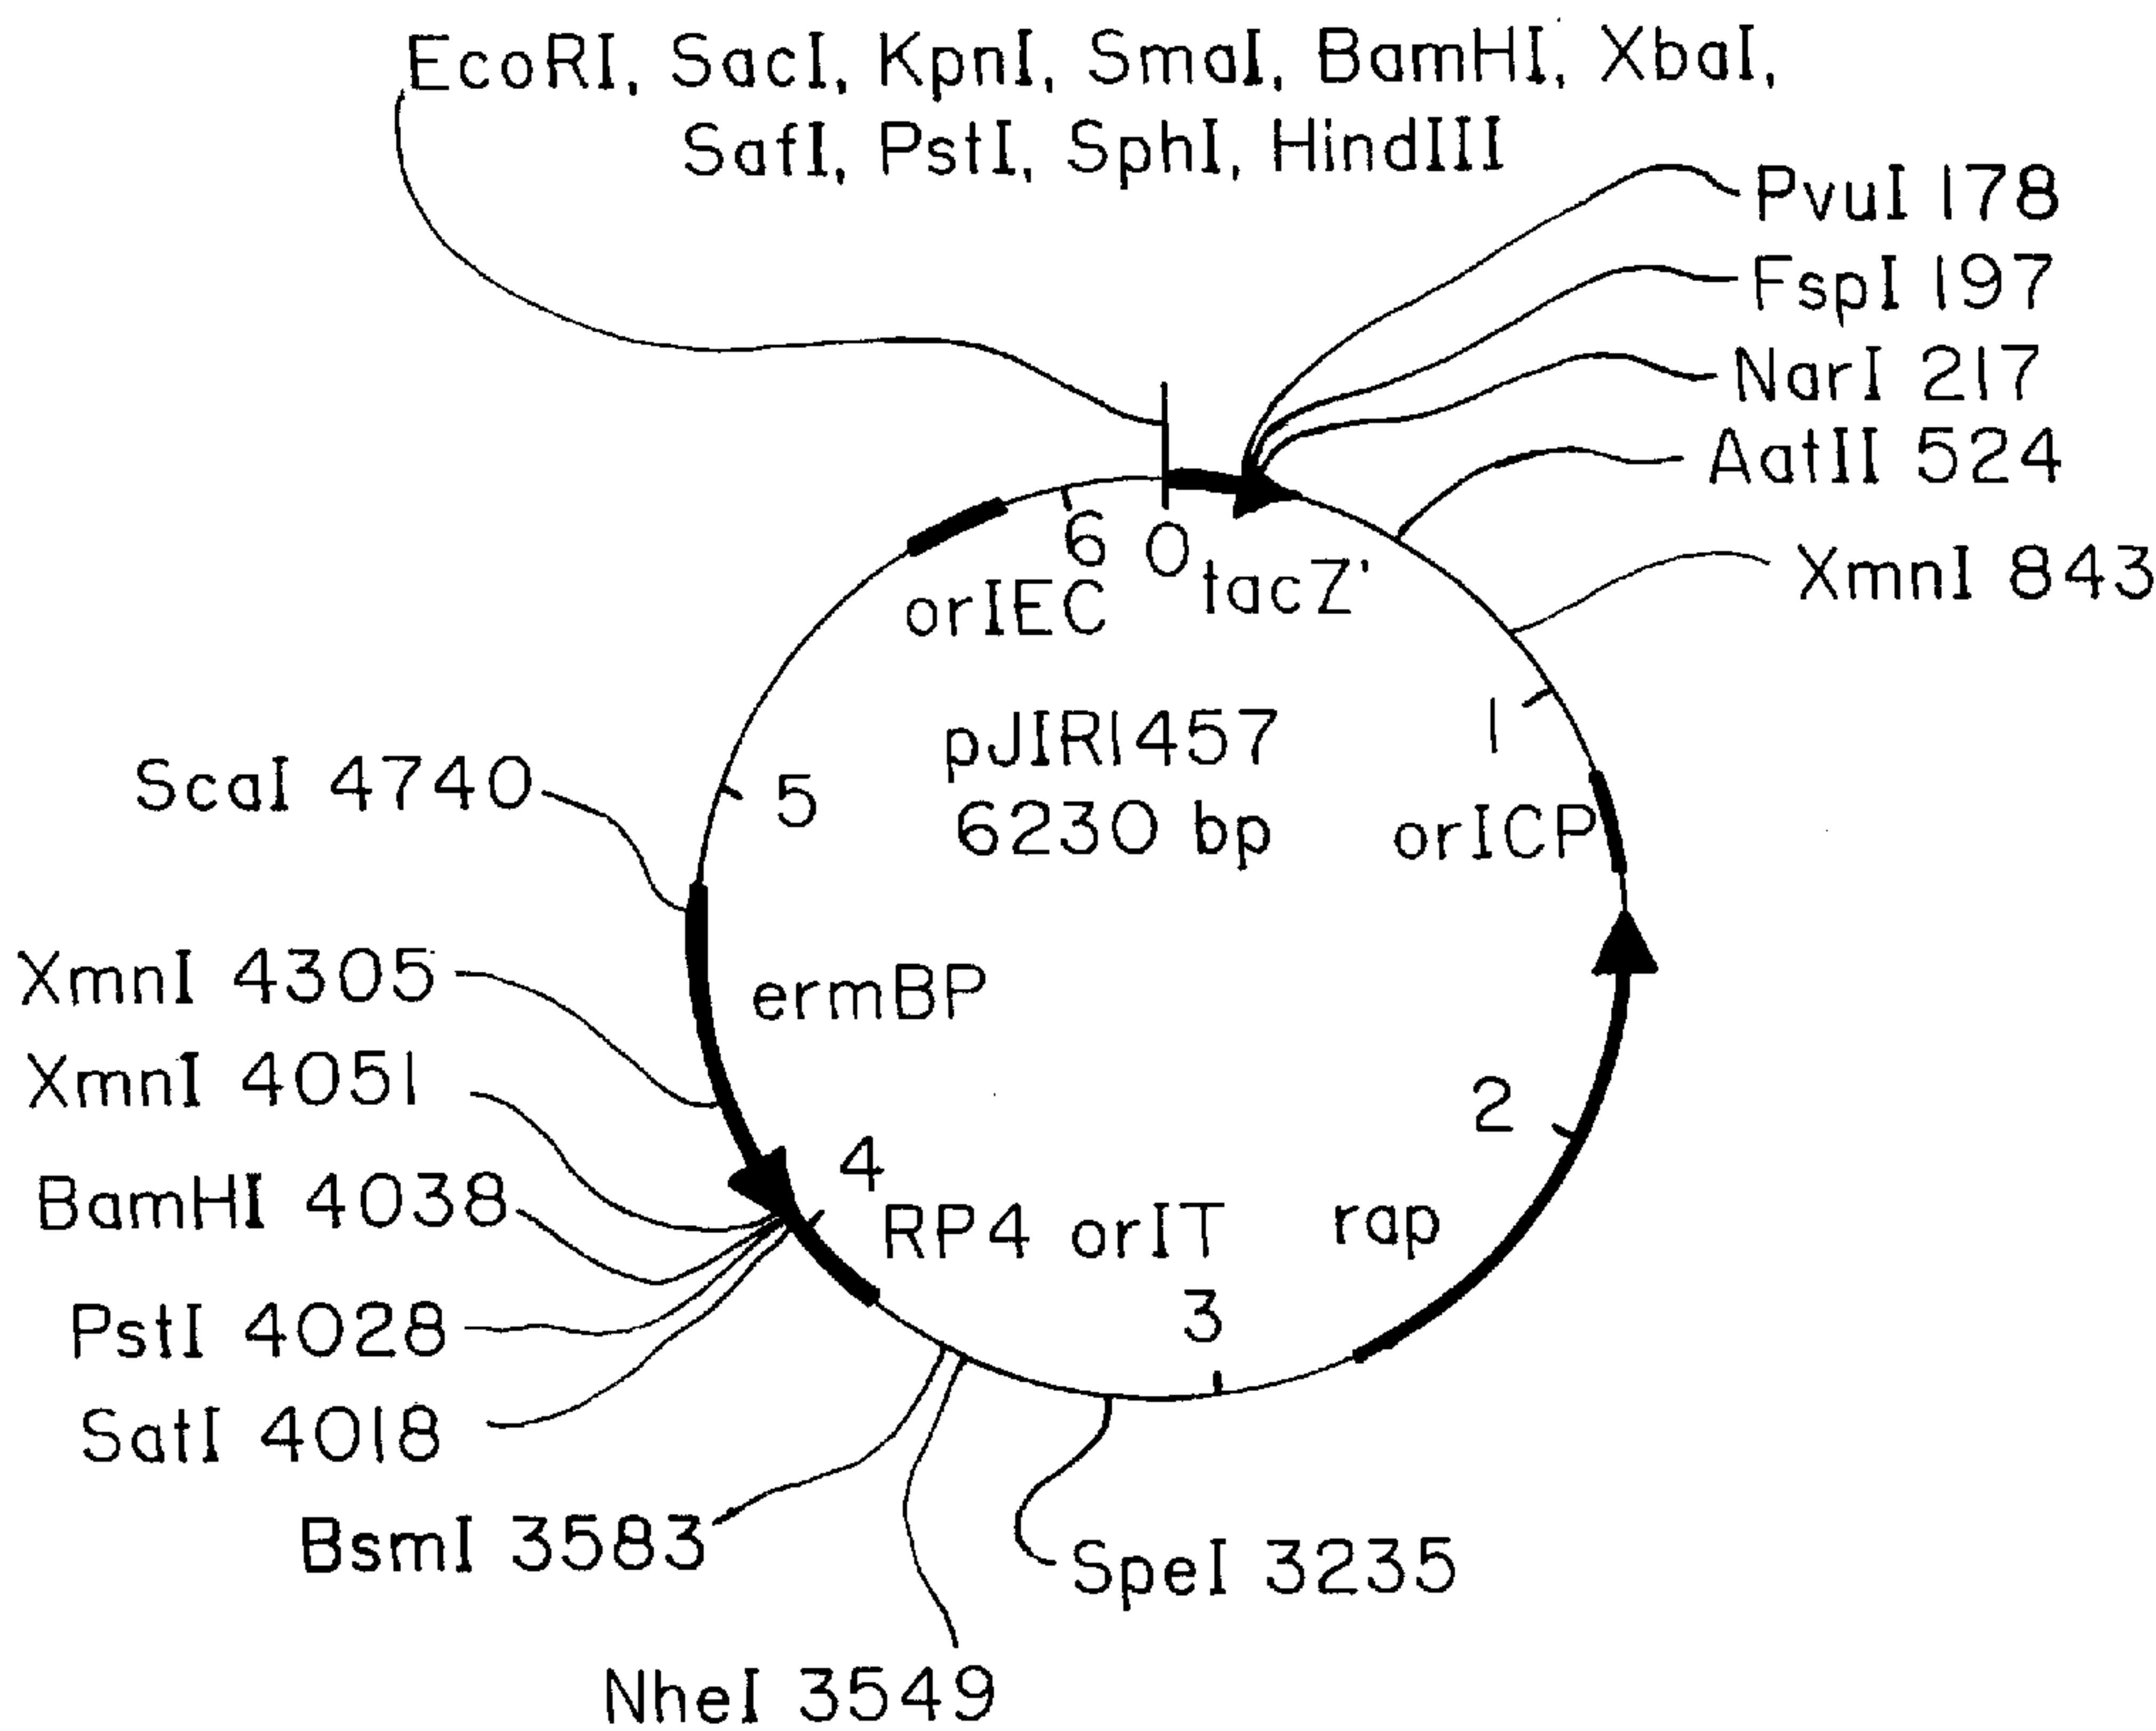 EcoRI, SacI, KpnI, SmaI, BamHI, XbaI,
SafI, PstI, SphI, HindIII
PvuI 178
FspI 197
NarI 217
AatII 524
XmnI 843
6
0
tacZ'
orIEC
1
pJIR1457
6230 bp
orICP
ScaI 4740
5
ermBP
XmnI 4305
XmnI 4051
BamHI 4038
PstI 4028
SatI 4018
2
4
RP4 orIT
rap
3
BsmI 3583
SpeI 3235
NheI 3549